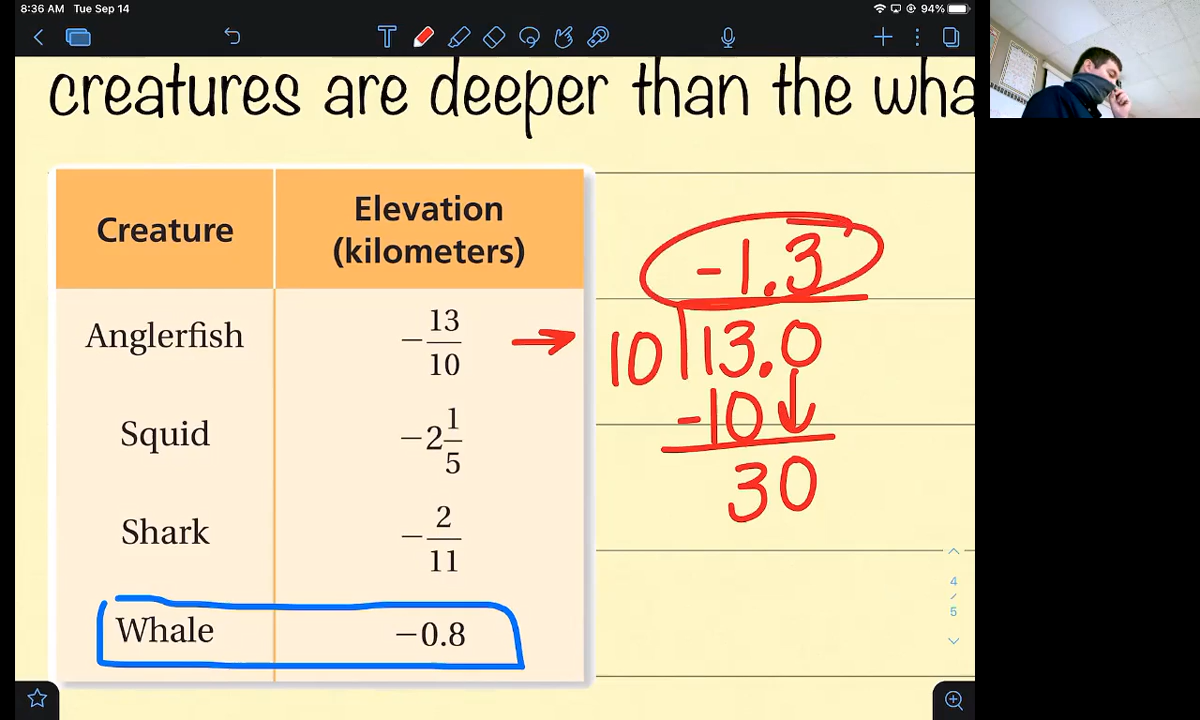 8:36 AM Tue Sep 14
94%
T
creatures are deeper than the wha
Creature
Elevation
(kilometers)
Anglerfish
−13/10
Squid
−2 1/5
Shark
−2/11
Whale
−0.8
-1.3
10 13.0
-10
30
4
/
5